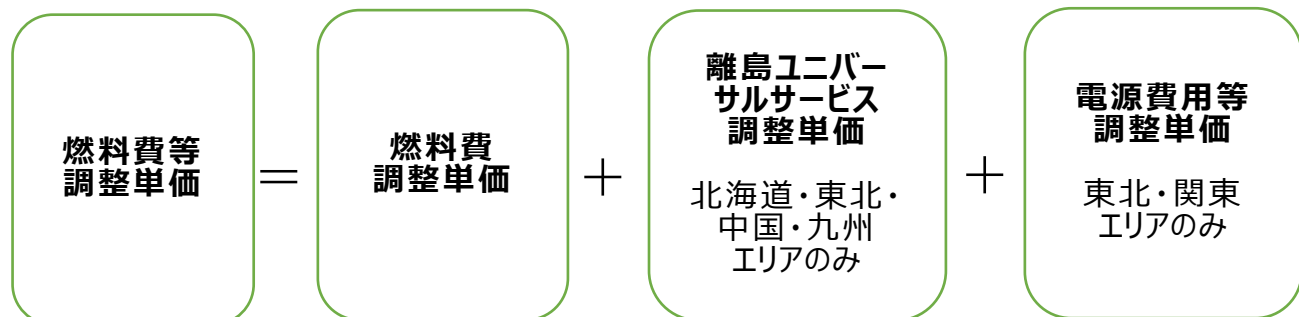 燃料費等
調整単価
＝
燃料費
調整単価
＋
離島ユニバー
サルサービス
調整単価
北海道・東北・
中国・九州
エリアのみ
＋
電源費用等
調整単価
東北・関東
エリアのみ